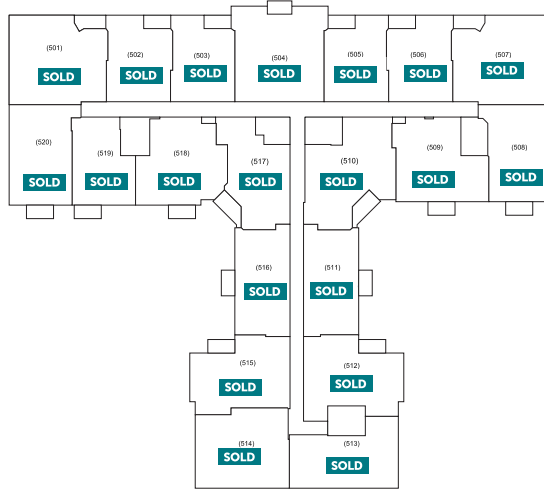 (501)
SOLD
(502)
SOLD
(503)
SOLD
(504)
SOLD
(505)
SOLD
(506)
SOLD
(507)
SOLD
(520)
SOLD
(519)
SOLD
(518)
SOLD
(517)
SOLD
(510)
SOLD
(509)
SOLD
(508)
SOLD
(516)
SOLD
(511)
SOLD
(515)
SOLD
(512)
SOLD
(514)
SOLD
(513)
SOLD